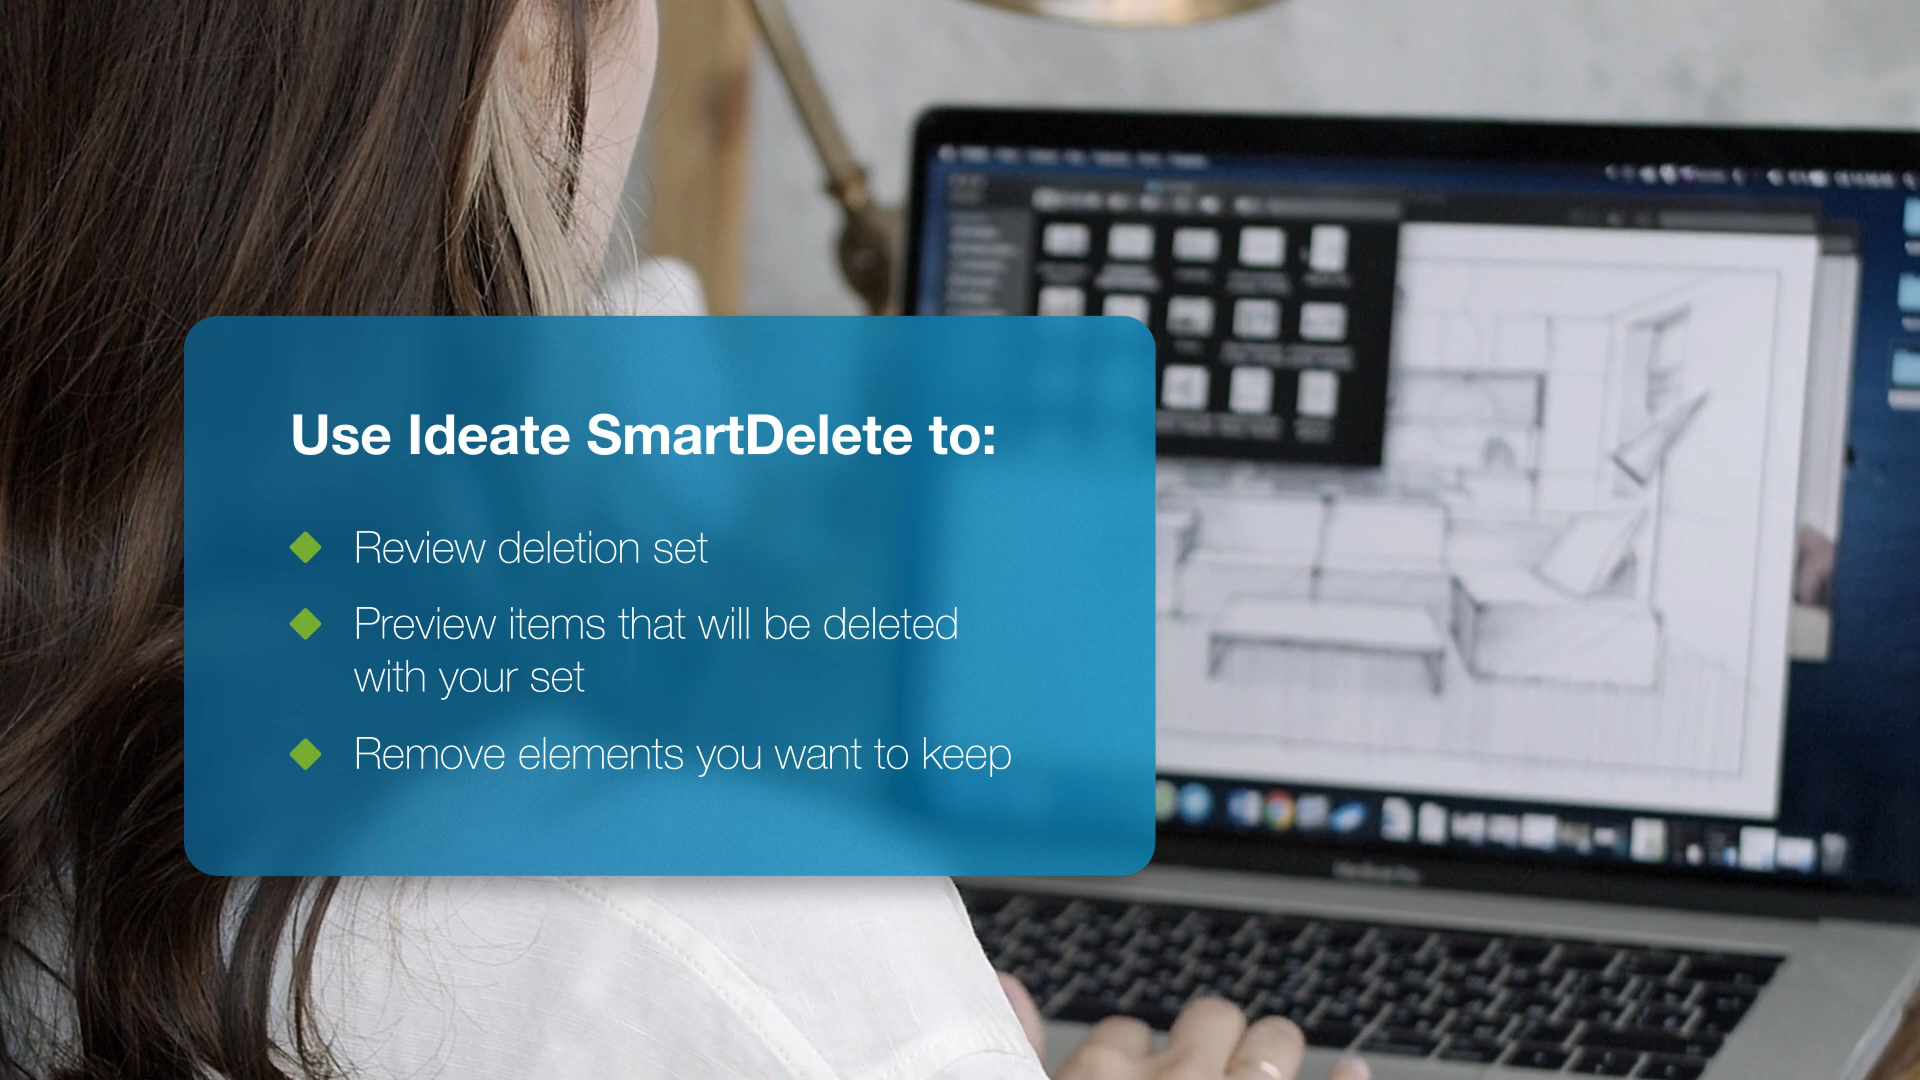 Use Ideate SmartDelete to:
Review deletion set
Preview items that will be deleted
with your set
Remove elements you want to keep